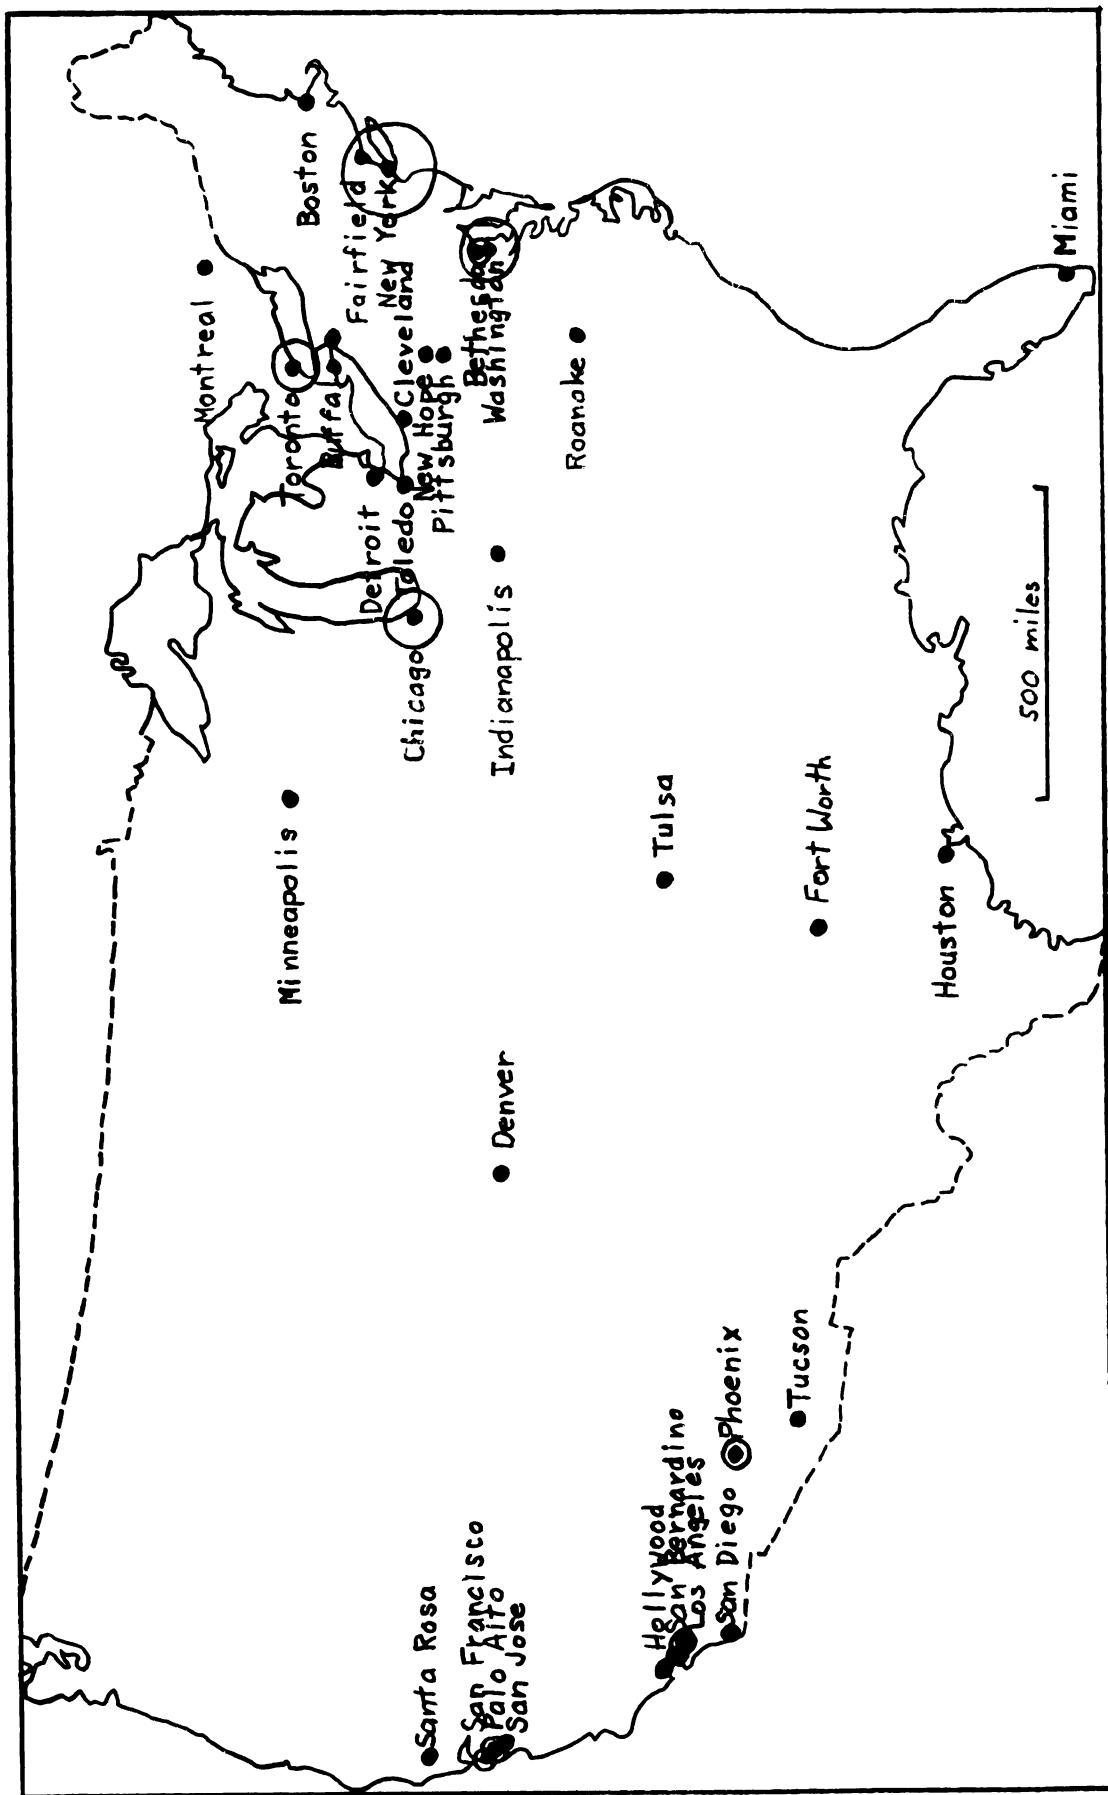 Montreal
Boston
Toronto
Buffal
Fairfield
New York
Minneapolis
Detroit
Toledo
Cleveland
New Hope
Pittsburgh
Chicago
Bethesda
Washington
Santa Rosa
San Francisco
Palo Alto
San Jose
Denver
Indianapolis
Roanoke
Hollywood
San Bernardino
Los Angeles
Tulsa
San Diego
Phoenix
Tucson
Fort Worth
Houston
500 miles
Miami